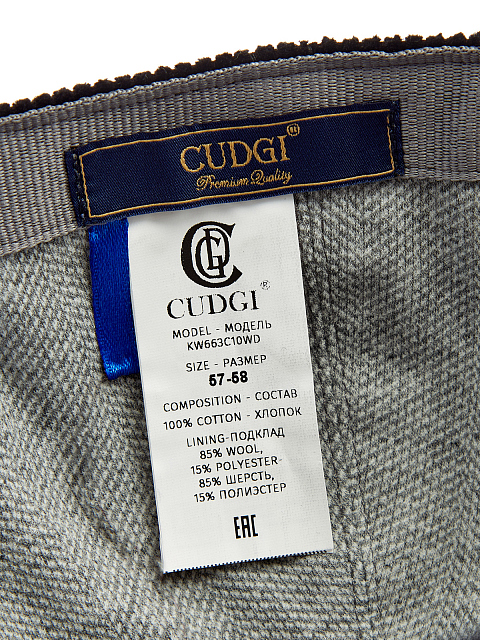 CUDGI®
Premium Quality
CUDGI®
MODEL - МОДЕЛЬ
KW663C10WD
SIZE - РАЗМЕР
57-58
COMPOSITION - СОСТАВ
100% COTTON - ХЛОПОК
LINING-ПОДКЛАД
85% WOOL,
15% POLYESTER-
85% ШЕРСТЬ,
15% ПОЛИЭСТЕР
EAC